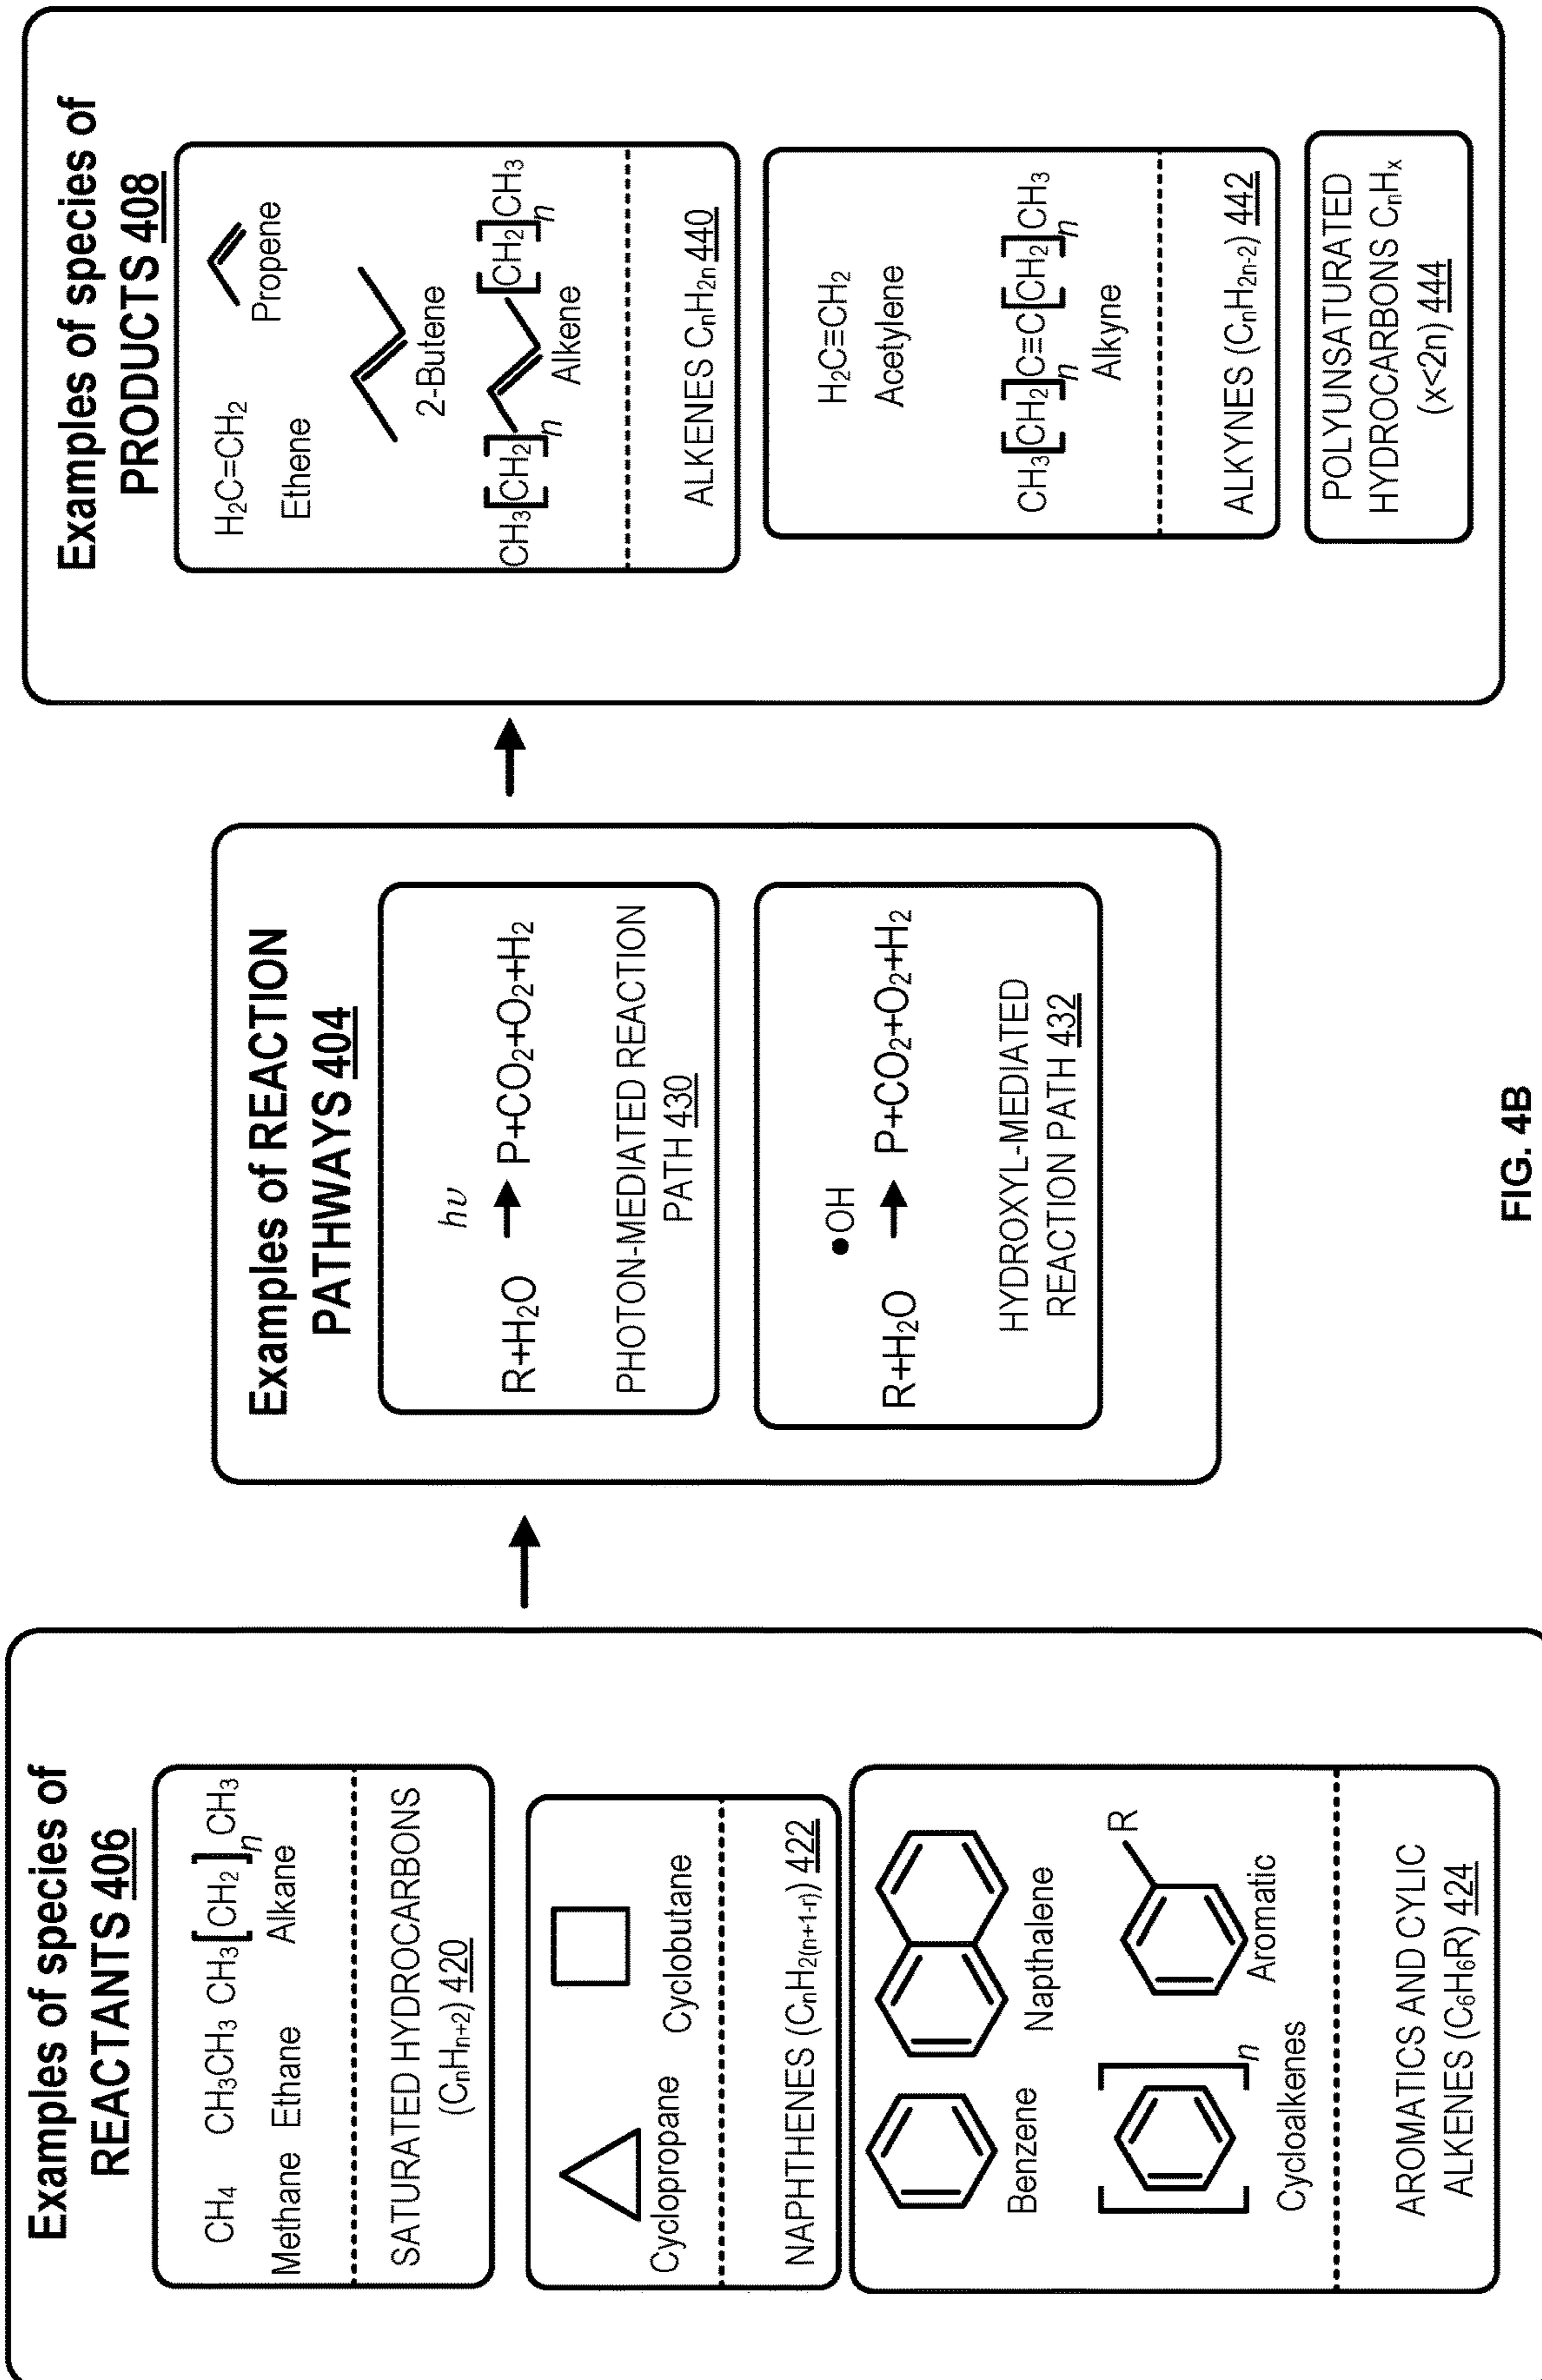 Examples of species of
REACTANTS 406
CH₄ CH₃CH₃ CH₃[CH₂]ₙCH₃
Methane Ethane Alkane
SATURATED HYDROCARBONS
(CₙHₙ₊₂) 420
Cyclopropane Cyclobutane
NAPHTHENES (CₙH₂₍ₙ₊₁₋ᵣ₎) 422
Benzene Napthalene
n
R
Cycloalkenes Aromatic
AROMATICS AND CYLIC
ALKENES (C₆H₆R) 424
Examples of REACTION
PATHWAYS 404
hν
R+H₂O → P+CO₂+O₂+H₂
PHOTON-MEDIATED REACTION
PATH 430
●OH
R+H₂O → P+CO₂+O₂+H₂
HYDROXYL-MEDIATED
REACTION PATH 432
Examples of species of
PRODUCTS 408
H₂C=CH₂
Ethene Propene
2-Butene
CH₃[CH₂]ₙ [CH₂]ₙCH₃
Alkene
ALKENES CₙH₂ₙ 440
H₂C≡CH₂
Acetylene
CH₃[CH₂]ₙC≡C[CH₂]ₙCH₃
Alkyne
ALKYNES (CₙH₂ₙ₋₂) 442
POLYUNSATURATED
HYDROCARBONS CₙHₓ
(x<2n) 444
FIG. 4B